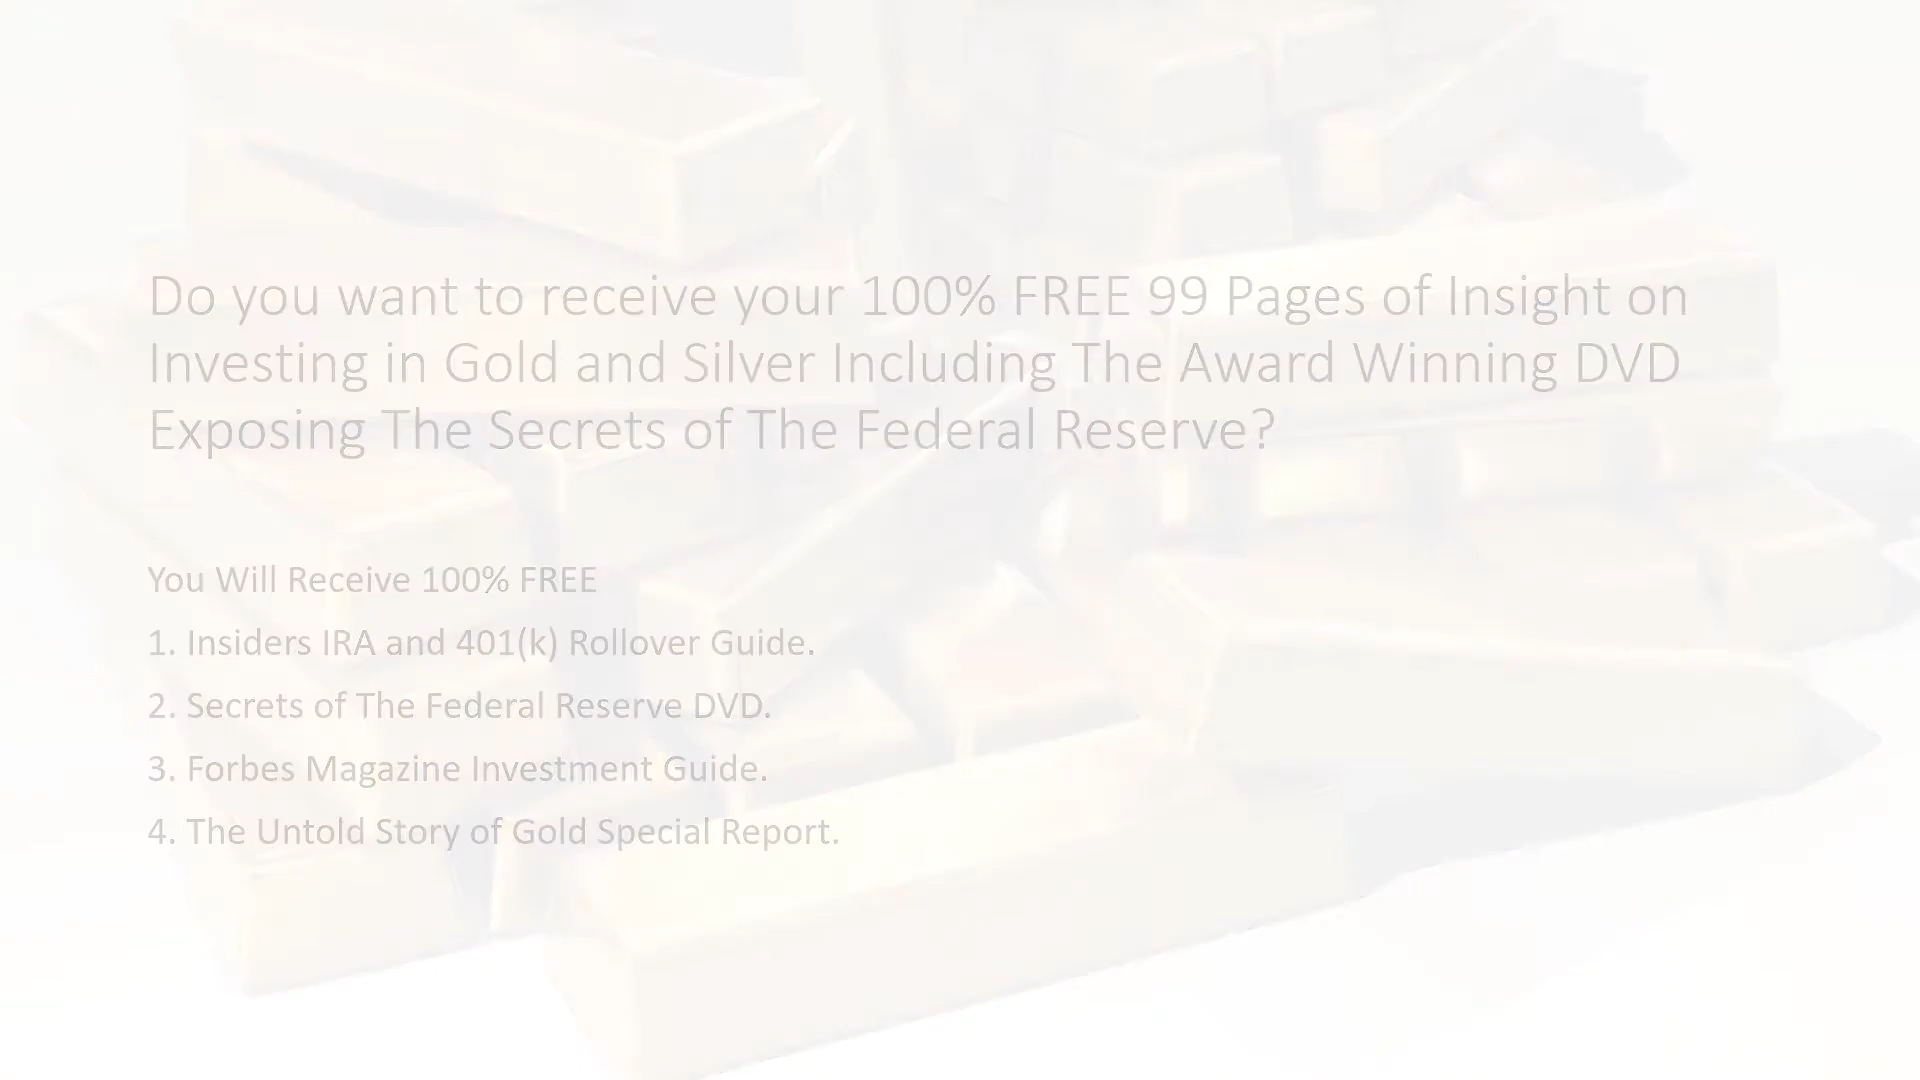 Do you want to receive your 100% FREE 99 Pages of Insight on
Investing in Gold and Silver Including The Award Winning DVD
Exposing The Secrets of The Federal Reserve?
You Will Receive 100% FREE
1. Insiders IRA and 401(k) Rollover Guide.
2. Secrets of The Federal Reserve DVD.
3. Forbes Magazine Investment Guide.
4. The Untold Story of Gold Special Report.